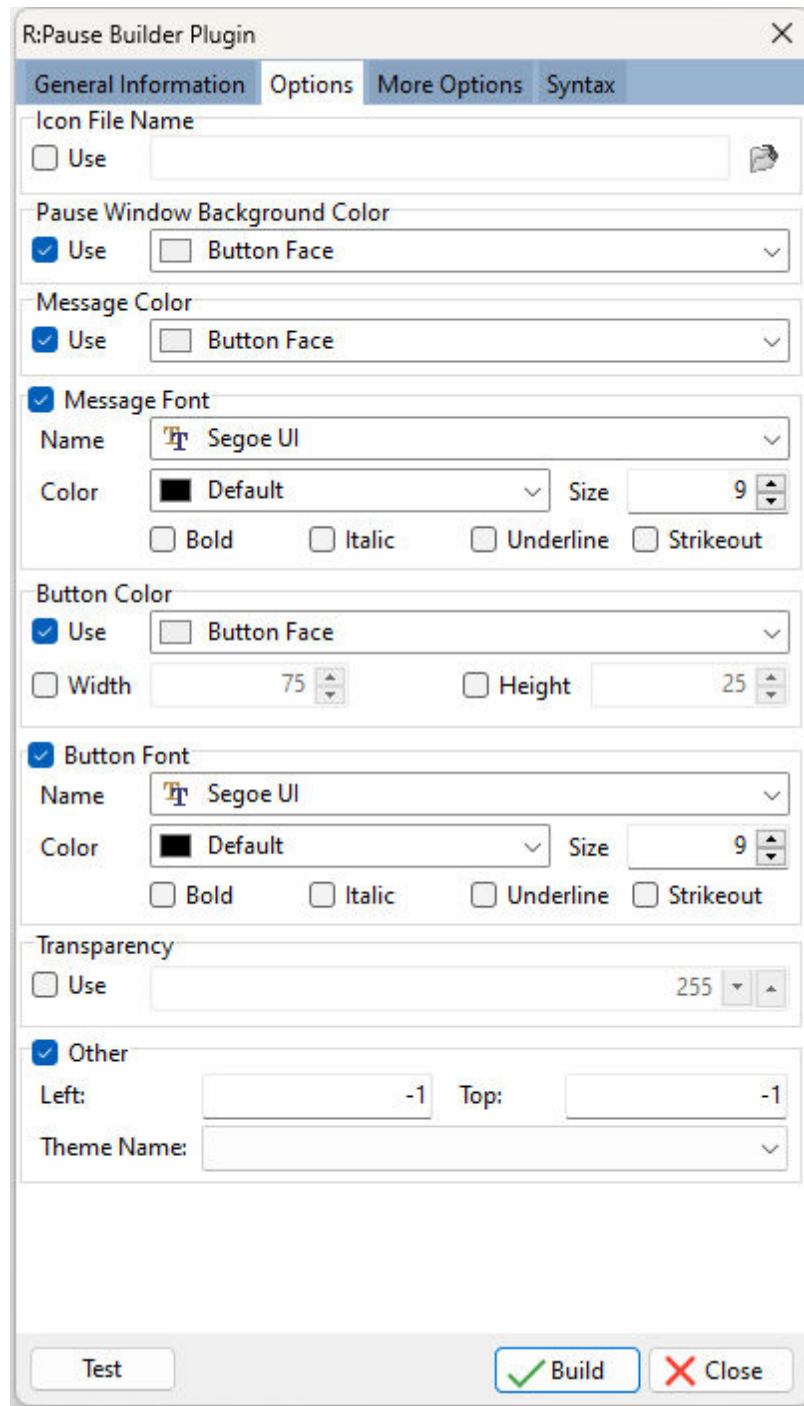 R:Pause Builder Plugin
General Information Options More Options Syntax
Icon File Name
Use
Pause Window Background Color
Use Button Face
Message Color
Use Button Face
Message Font
Name Segoe UI
Color Default Size 9
Bold Italic Underline Strikeout
Button Color
Use Button Face
Width 75 Height 25
Button Font
Name Segoe UI
Color Default Size 9
Bold Italic Underline Strikeout
Transparency
Use 255
Other
Left: -1 Top: -1
Theme Name:
Test Build Close